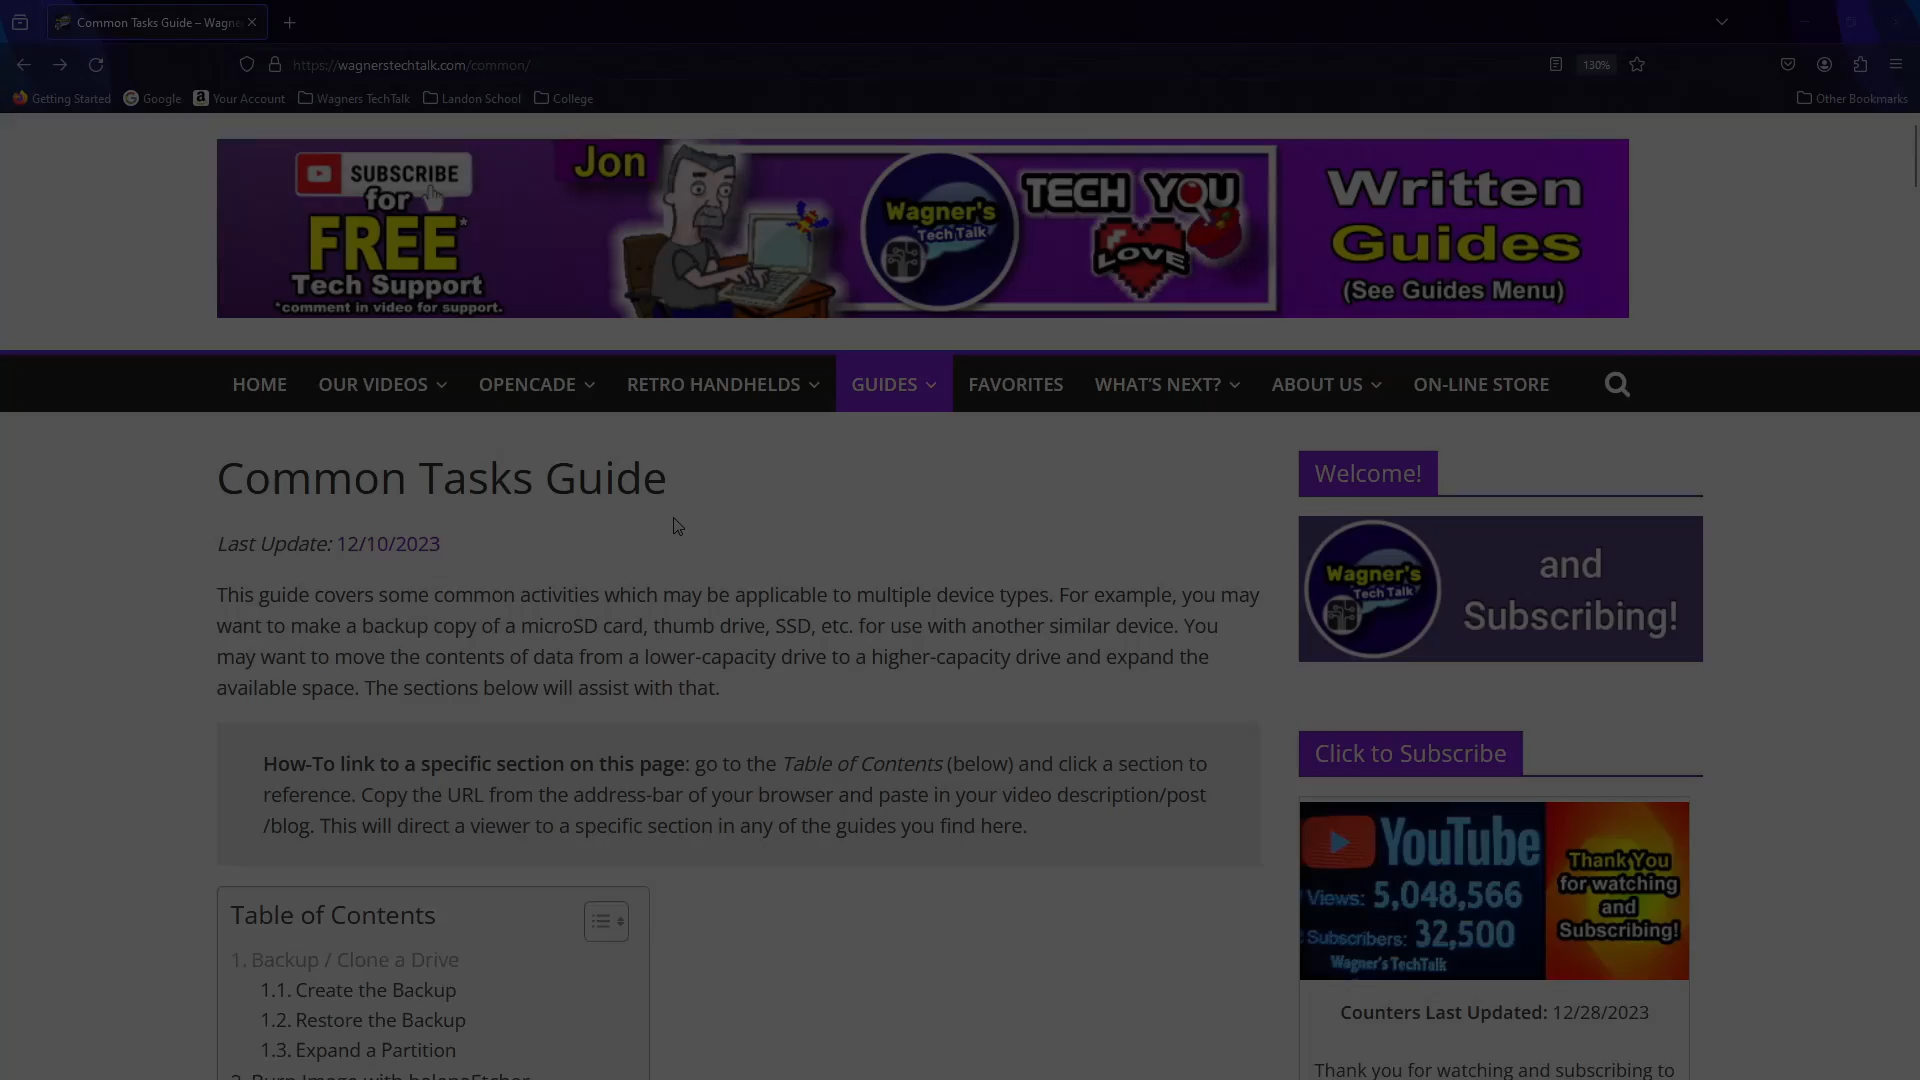 Common Tasks Guide – Wagne
https://wagnerstechtalk.com/common/
130%
Getting Started
Google
Your Account
Wagners TechTalk
Landon School
College
Other Bookmarks
SUBSCRIBE
for
FREE*
Tech Support
*comment in video for support.
Jon
Wagner's
Tech Talk
TECH YOU
LOVE
Written
Guides
(See Guides Menu)
HOME
OUR VIDEOS
OPENCADE
RETRO HANDHELDS
GUIDES
FAVORITES
WHAT'S NEXT?
ABOUT US
ON-LINE STORE
Common Tasks Guide
Last Update: 12/10/2023
This guide covers some common activities which may be applicable to multiple device types. For example, you may
want to make a backup copy of a microSD card, thumb drive, SSD, etc. for use with another similar device. You
may want to move the contents of data from a lower-capacity drive to a higher-capacity drive and expand the
available space. The sections below will assist with that.
How-To link to a specific section on this page: go to the Table of Contents (below) and click a section to
reference. Copy the URL from the address-bar of your browser and paste in your video description/post
/blog. This will direct a viewer to a specific section in any of the guides you find here.
Table of Contents
1. Backup / Clone a Drive
1.1. Create the Backup
1.2. Restore the Backup
1.3. Expand a Partition
2. Burn Image with balenaEtcher
Welcome!
Wagner's
Tech Talk
and
Subscribing!
Click to Subscribe
YouTube
Views: 5,048,566
Subscribers: 32,500
Wagner's TechTalk
Thank You
for watching
and
Subscribing!
Counters Last Updated: 12/28/2023
Thank you for watching and subscribing to